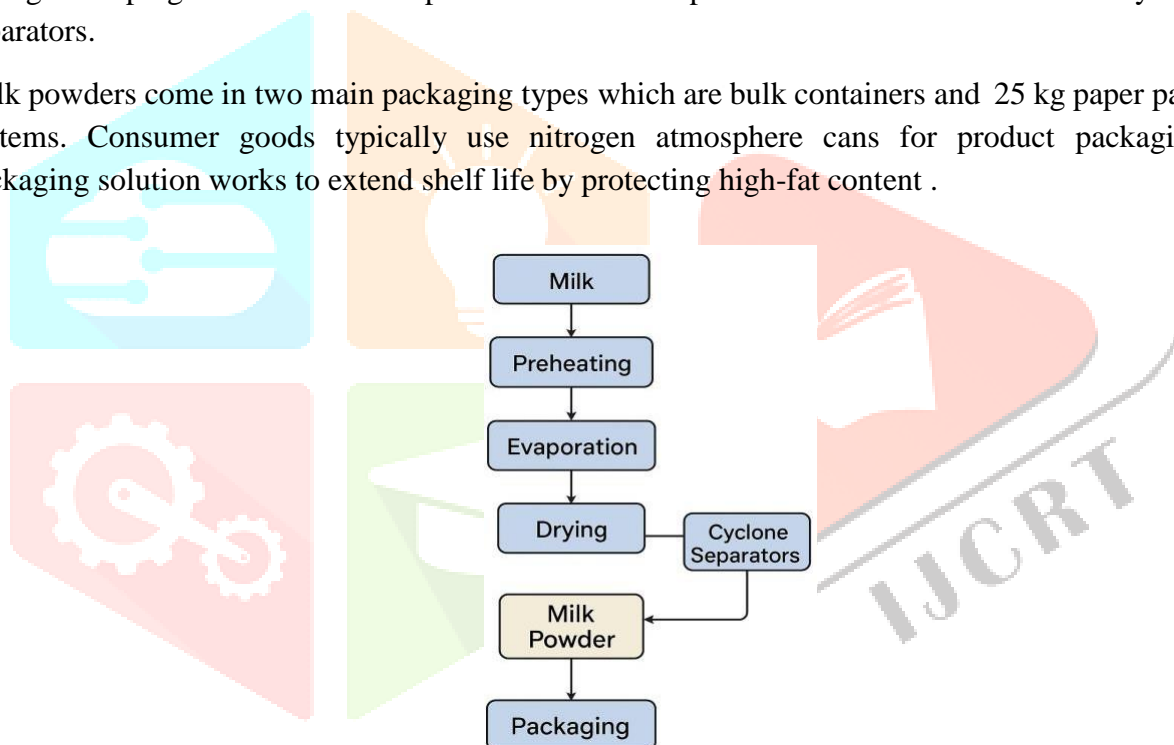 parators.
lk powders come in two main packaging types which are bulk containers and 25 kg paper pa
tems. Consumer goods typically use nitrogen atmosphere cans for product packagi
ckaging solution works to extend shelf life by protecting high-fat content .
Milk
Preheating
Evaporation
Drying
Cyclone
Separators
Milk
Powder
Packaging
IJCRT